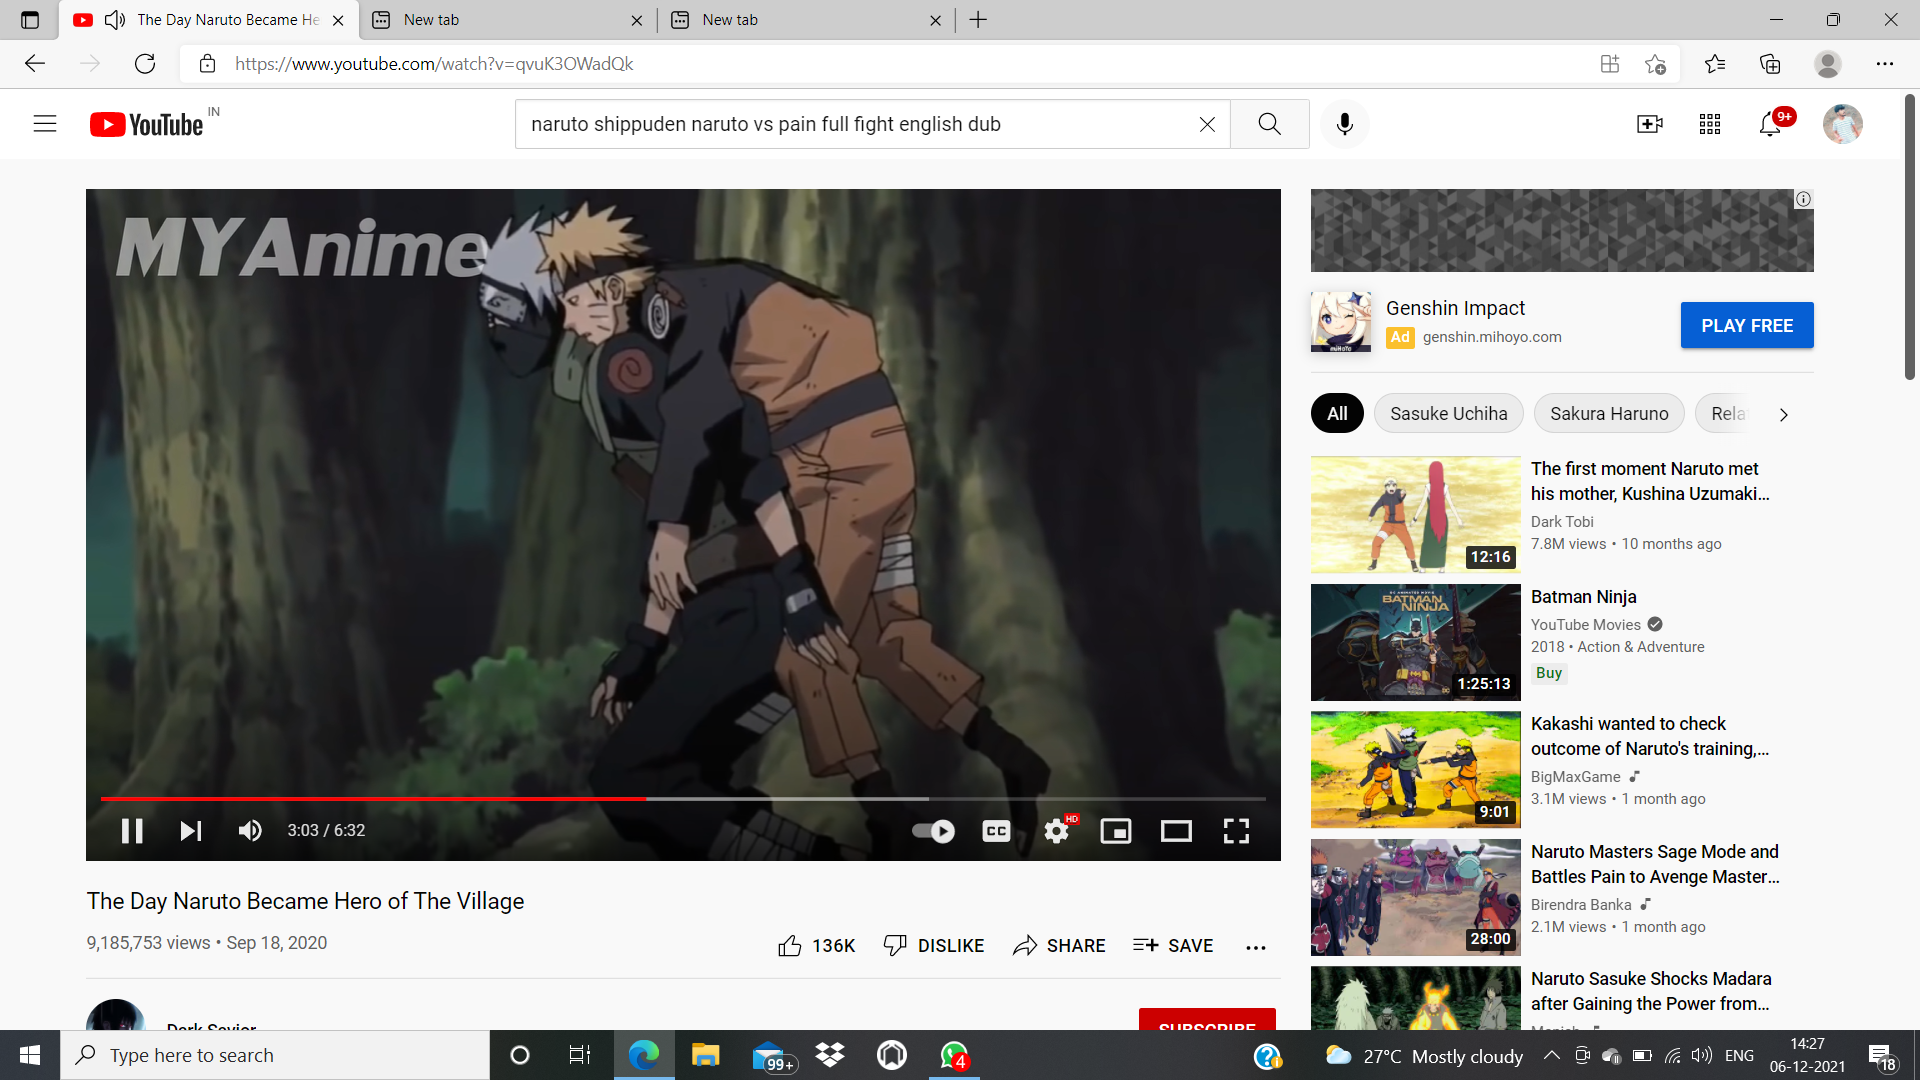 The Day Naruto Became He
New tab
New tab
https://www.youtube.com/watch?v=qvuK3OWadQk
YouTube IN
naruto shippuden naruto vs pain full fight english dub
9+
MYAnime
3:03 / 6:32
CC
HD
The Day Naruto Became Hero of The Village
9,185,753 views • Sep 18, 2020
136K
DISLIKE
SHARE
SAVE
Dark Savior
SUBSCRIBE
miHoYo
Genshin Impact
Ad genshin.mihoyo.com
PLAY FREE
All
Sasuke Uchiha
Sakura Haruno
Rela
12:16
The first moment Naruto met
his mother, Kushina Uzumaki...
Dark Tobi
7.8M views • 10 months ago
BATMAN
NINJA
1:25:13
Batman Ninja
YouTube Movies
2018 • Action & Adventure
Buy
9:01
Kakashi wanted to check
outcome of Naruto's training,...
BigMaxGame
3.1M views • 1 month ago
28:00
Naruto Masters Sage Mode and
Battles Pain to Avenge Master...
Birendra Banka
2.1M views • 1 month ago
Naruto Sasuke Shocks Madara
after Gaining the Power from...
Type here to search
99+
4
27°C Mostly cloudy
ENG
14:27
06-12-2021
18